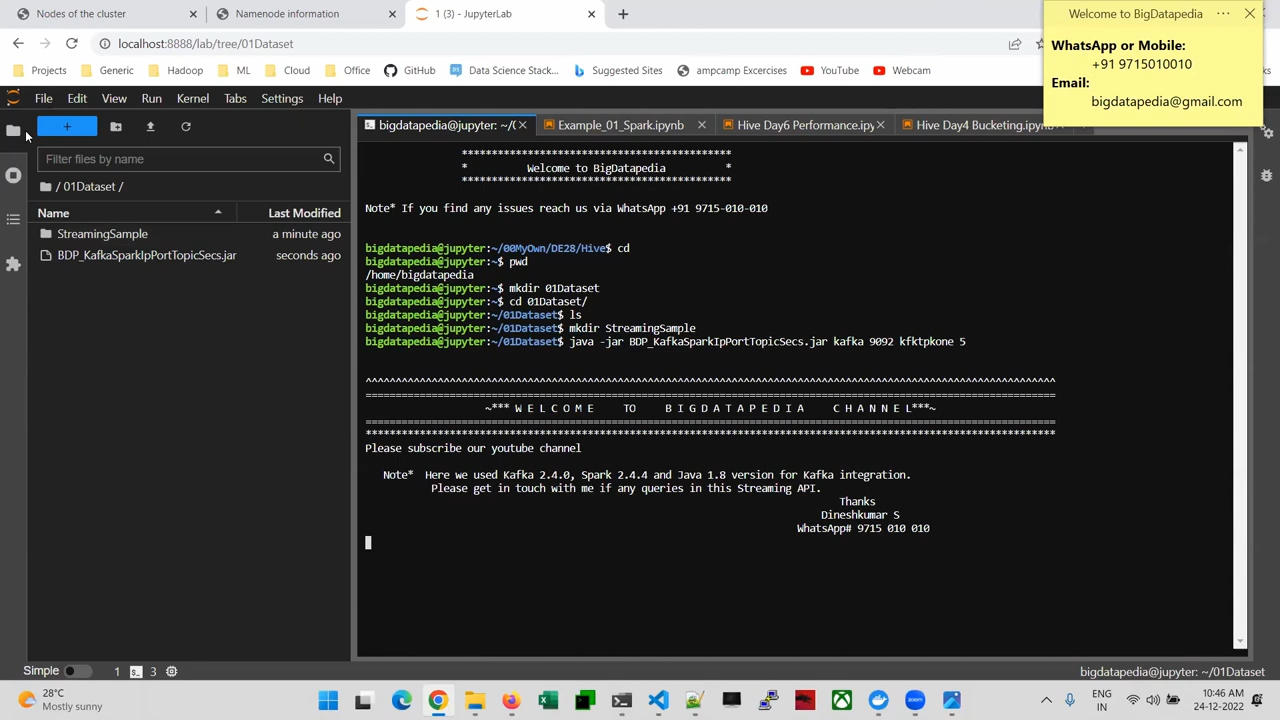 Nodes of the cluster
Namenode information
1 (3) - JupyterLab
Welcome to BigDatapedia
WhatsApp or Mobile:
+91 9715010010
Email:
bigdatapedia@gmail.com
localhost:8888/lab/tree/01Dataset
Projects Generic Hadoop ML Cloud Office GitHub Data Science Stack... Suggested Sites ampcamp Excercises YouTube Webcam
File Edit View Run Kernel Tabs Settings Help
bigdatapedia@jupyter: ~/( Example_01_Spark.ipynb Hive Day6 Performance.ipy Hive Day4 Bucketing.ipynb
Filter files by name
/ 01Dataset /
Name Last Modified
StreamingSample a minute ago
BDP_KafkaSparkIpPortTopicSecs.jar seconds ago
*********************************************
* Welcome to BigDatapedia *
*********************************************
Note* If you find any issues reach us via WhatsApp +91 9715-010-010
bigdatapedia@jupyter:~/00MyOwn/DE28/Hive$ cd
bigdatapedia@jupyter:~$ pwd
/home/bigdatapedia
bigdatapedia@jupyter:~$ mkdir 01Dataset
bigdatapedia@jupyter:~$ cd 01Dataset/
bigdatapedia@jupyter:~/01Dataset$ ls
bigdatapedia@jupyter:~/01Dataset$ mkdir StreamingSample
bigdatapedia@jupyter:~/01Dataset$ java -jar BDP_KafkaSparkIpPortTopicSecs.jar kafka 9092 kfktpkone 5
~*** W E L C O M E TO B I G D A T A P E D I A C H A N N E L***~
Please subscribe our youtube channel
Note* Here we used Kafka 2.4.0, Spark 2.4.4 and Java 1.8 version for Kafka integration.
Please get in touch with me if any queries in this Streaming API.
Thanks
Dineshkumar S
WhatsApp# 9715 010 010
Simple 1 3
bigdatapedia@jupyter: ~/01Dataset
28°C
Mostly sunny
ENG
IN
10:46 AM
24-12-2022